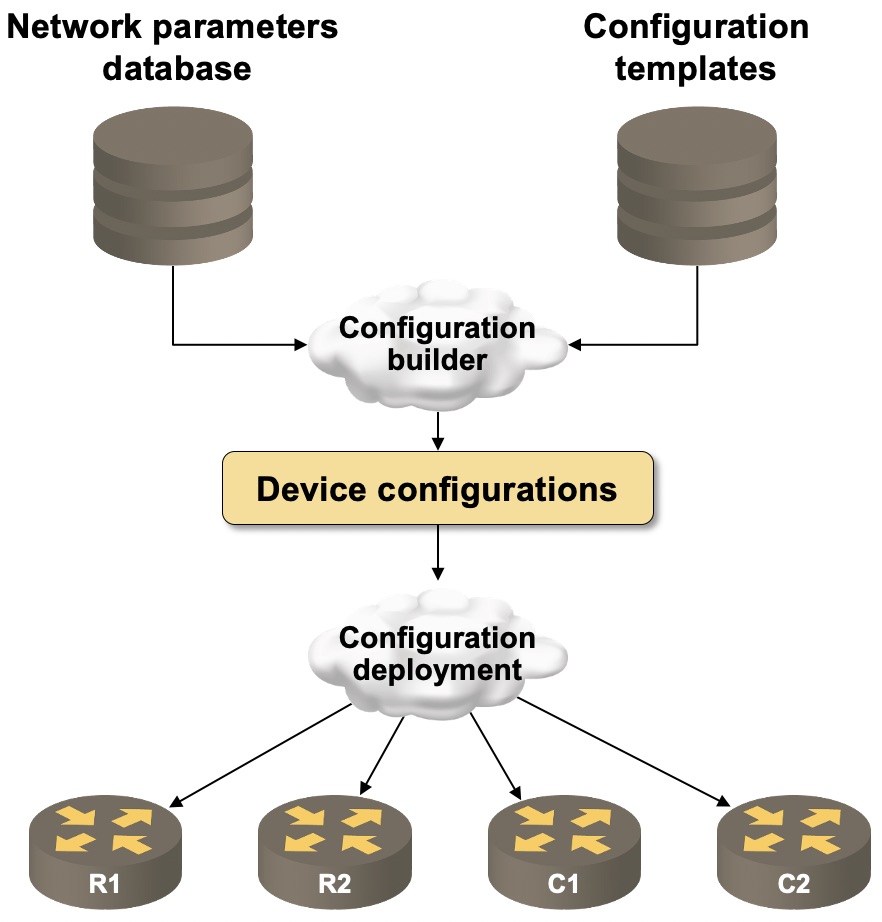 Network parameters
database
Configuration
templates
Configuration
builder
Device configurations
Configuration
deployment
R1
R2
C1
C2